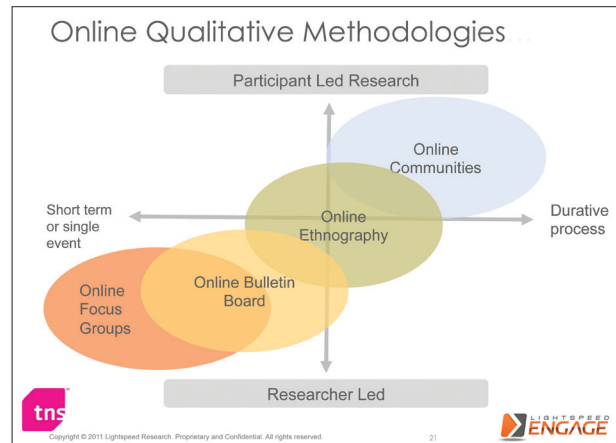 Online Qualitative Methodologies...
Participant Led Research
Online
Communities
Short term
or single
event
Online
Ethnography
Durative
process
Online
Focus
Groups
Online Bulletin
Board
Researcher Led
tns
Copyright © 2011 Lightspeed Research. Proprietary and Confidential. All rights reserved.
21
LIGHTSPEED
ENGAGE